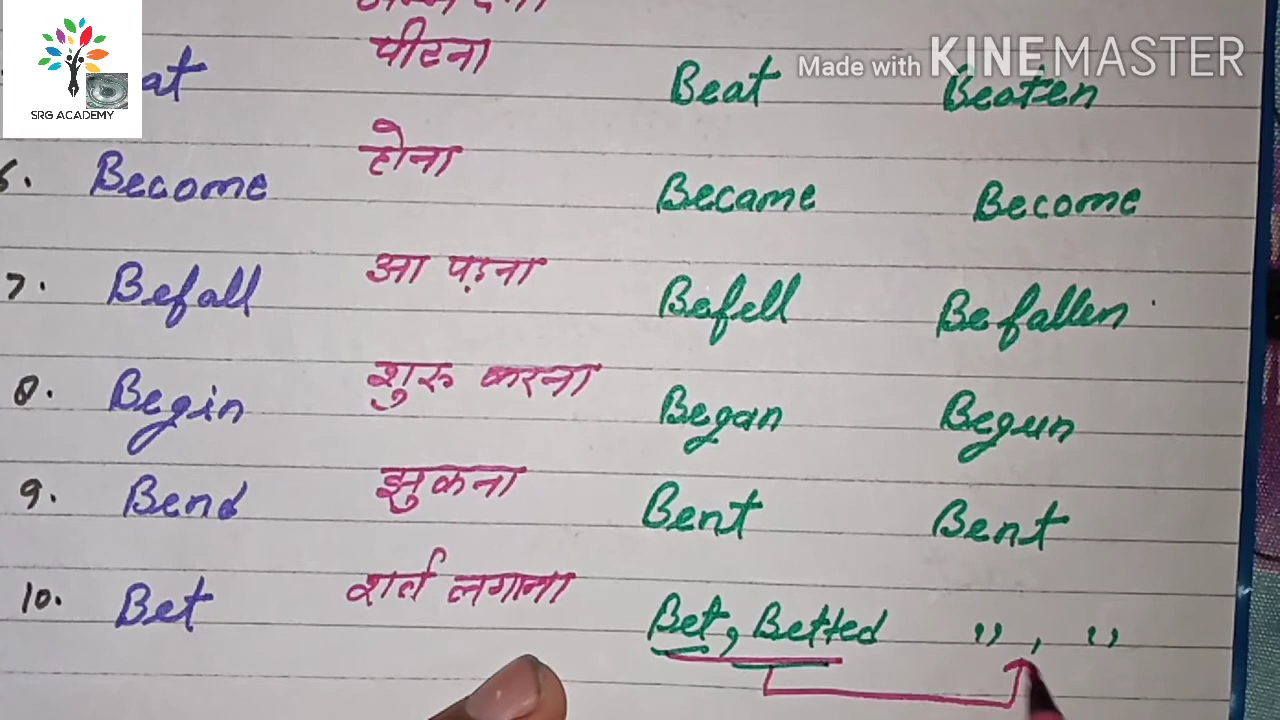 पीटना
at Beat Beaten
Made with KINEMASTER
SRG ACADEMY
6. Become होना Became Become
7. Befall आ पड़ना Befell Befallen
8. Begin शुरु करना Began Begun
9. Bend झुकना Bent Bent
10. Bet शर्त लगाना Bet, Betted " , "